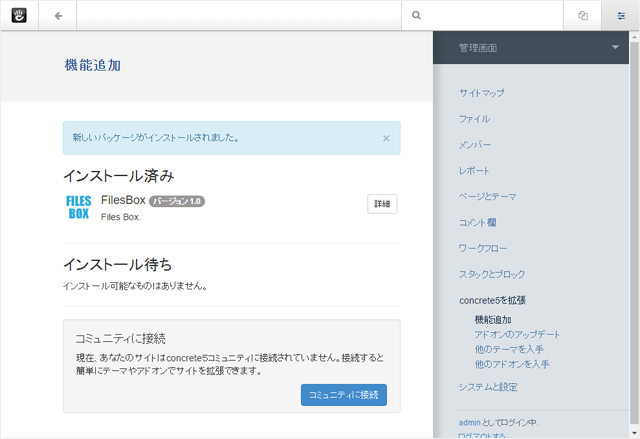 管理画面
機能追加
新しいパッケージがインストールされました。 ×
インストール済み
FILES BOX
FilesBox バージョン 1.0
Files Box.
詳細
インストール待ち
インストール可能なものはありません。
コミュニティに接続
現在、あなたのサイトはconcrete5コミュニティに接続されていません。接続すると
簡単にテーマやアドオンでサイトを拡張できます。
コミュニティに接続
サイトマップ
ファイル
メンバー
レポート
ページとテーマ
コメント欄
ワークフロー
スタックとブロック
concrete5を拡張
機能追加
アドオンのアップデート
他のテーマを入手
他のアドオンを入手
システムと設定
admin としてログイン中.
ログアウトする.